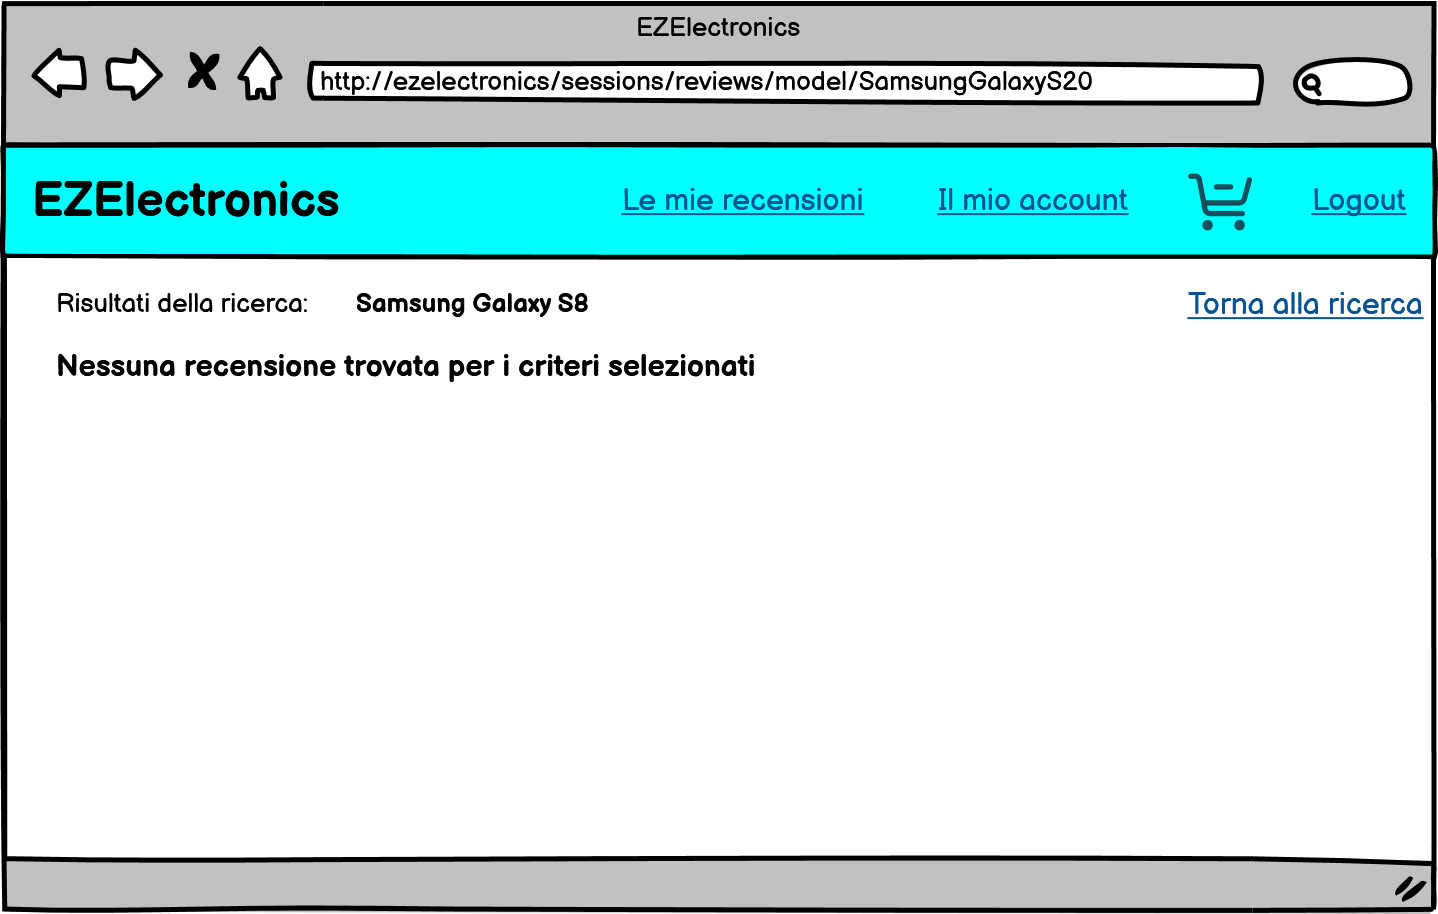 EZElectronics
http://ezelectronics/sessions/reviews/model/SamsungGalaxyS20
EZElectronics Le mie recensioni Il mio account Logout
Risultati della ricerca: Samsung Galaxy S8 Torna alla ricerca
Nessuna recensione trovata per i criteri selezionati